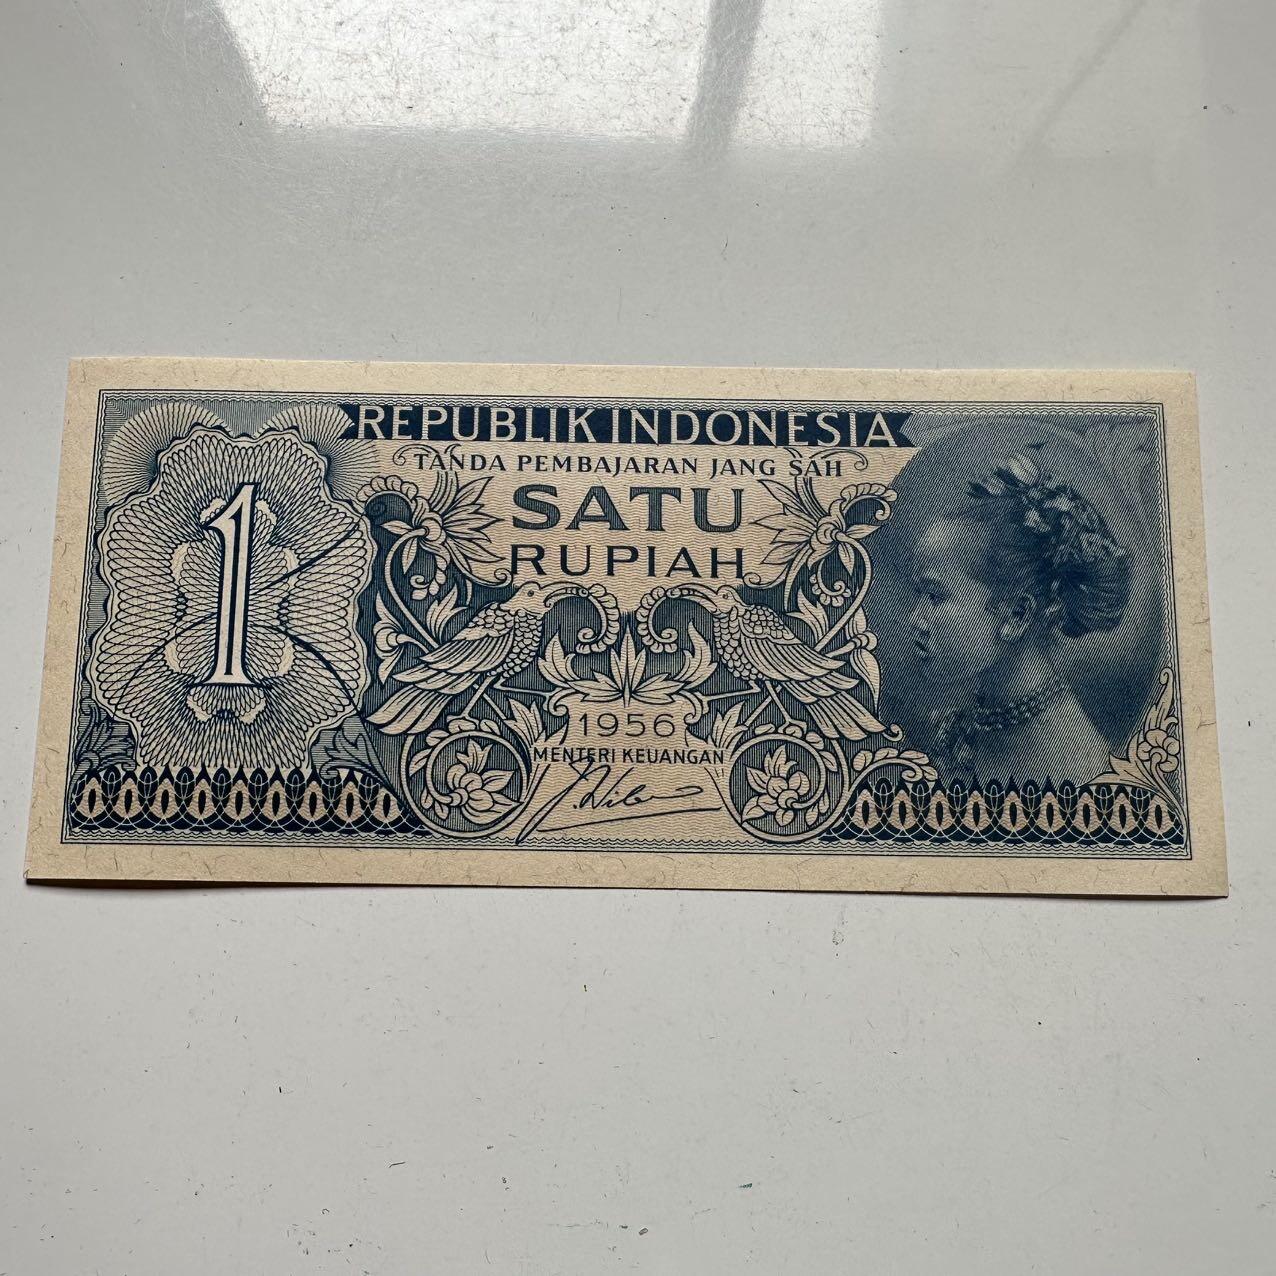 REPUBLIK INDONESIA
TANDA PEMBAJARAN JANG SAH
SATU
RUPIAH
1
1956
MENTERI KEUANGAN